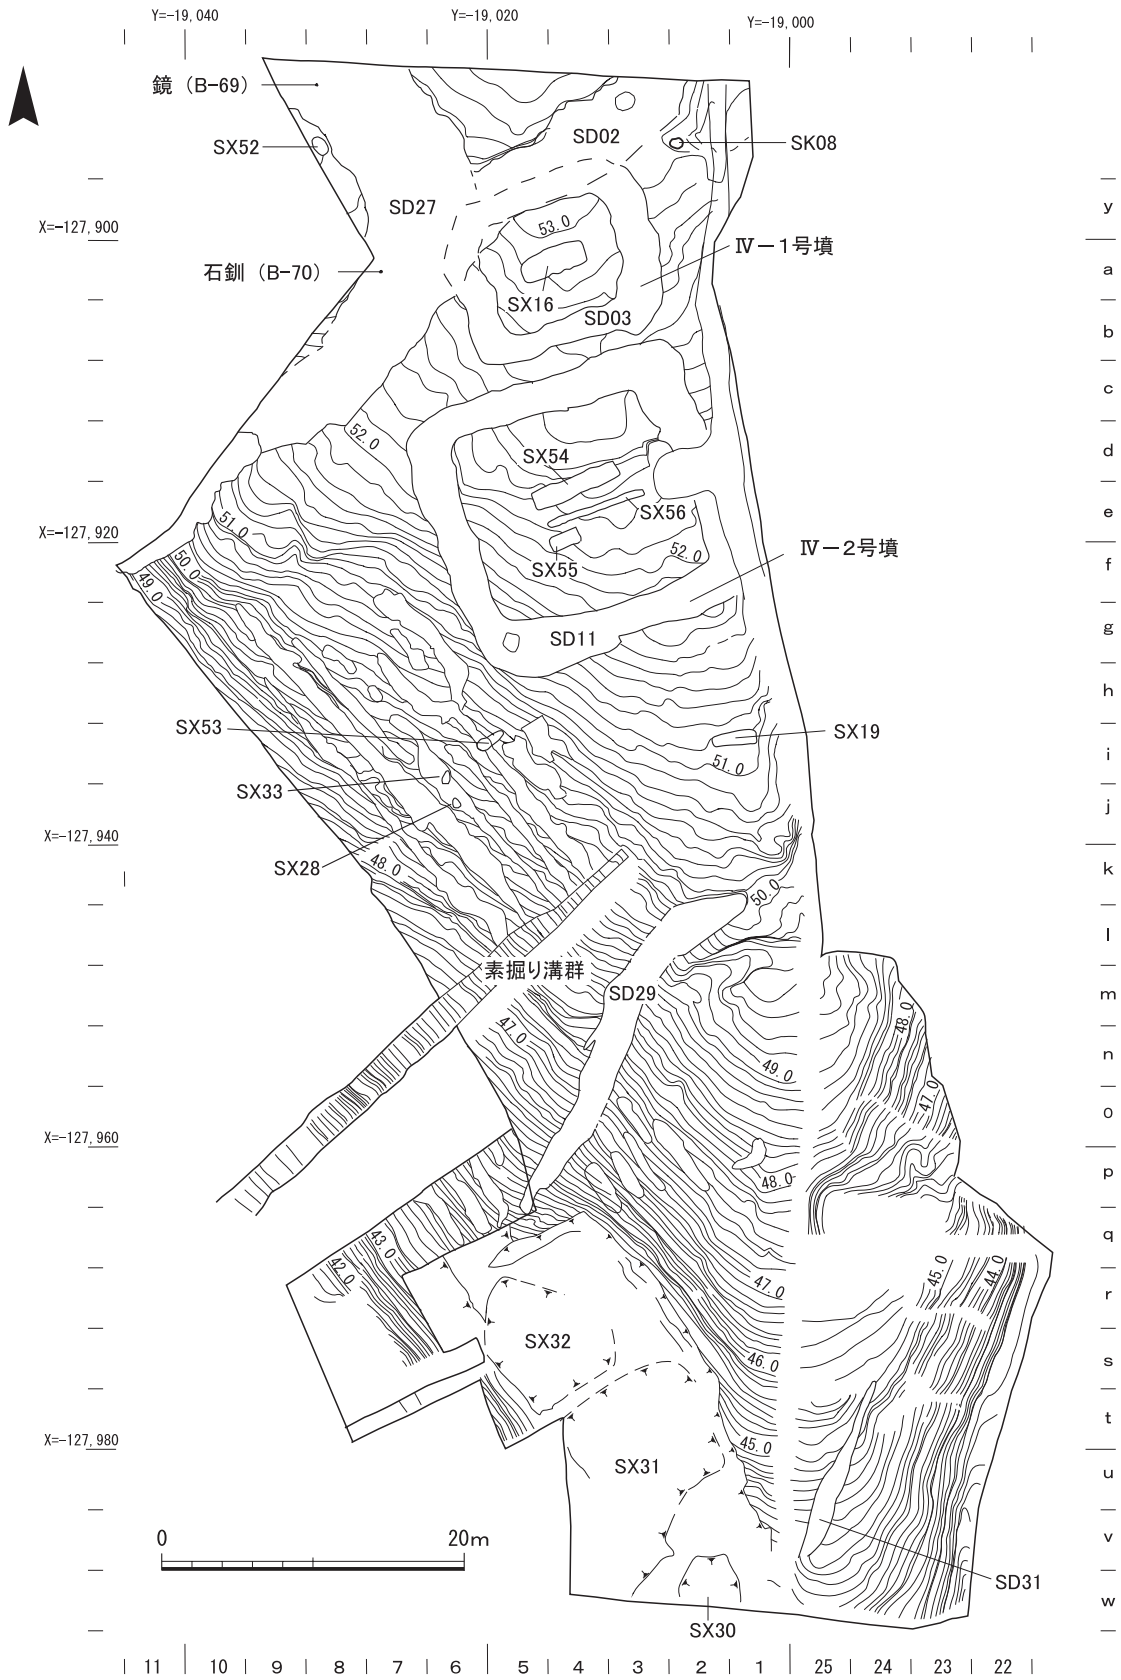 Y=-19,040
Y=-19,020
Y=-19,000
鏡（B-69）
SX52
SD02
SK08
SD27
y
X=-127,900
53.0
Ⅳ－1号墳
石釧（B-70）
a
SX16
SD03
b
c
52.0
SX54
d
51.0
SX56
e
X=-127,920
50.0
52.0
Ⅳ－2号墳
49.0
SX55
f
SD11
g
h
SX53
SX19
51.0
i
SX33
j
X=-127,940
48.0
SX28
k
50.0
l
素掘り溝群
SD29
m
48.0
47.0
49.0
n
47.0
o
X=-127,960
48.0
p
43.0
q
42.0
45.0
44.0
47.0
r
SX32
46.0
s
t
X=-127,980
45.0
SX31
u
0
20m
v
SD31
w
SX30
11 10 9 8 7 6 5 4 3 2 1 25 24 23 22